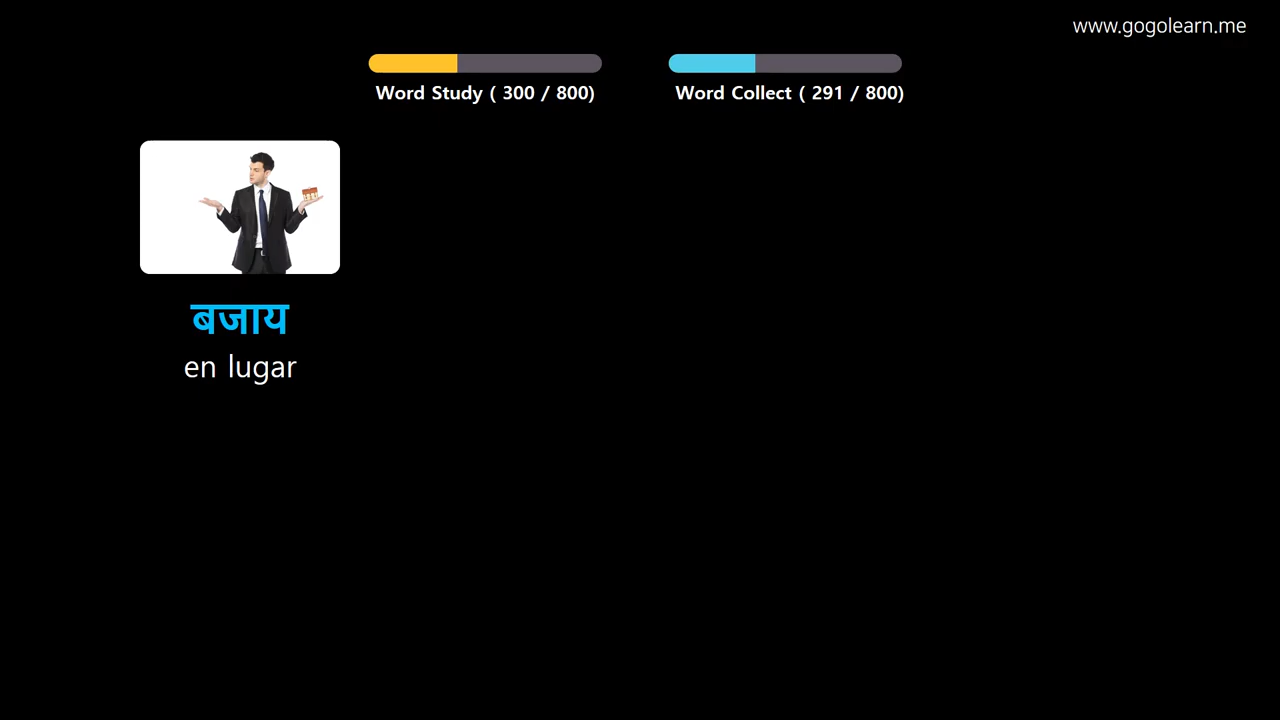 www.gogolearn.me
Word Study ( 300 / 800)
Word Collect ( 291 / 800)
बजाय
en lugar